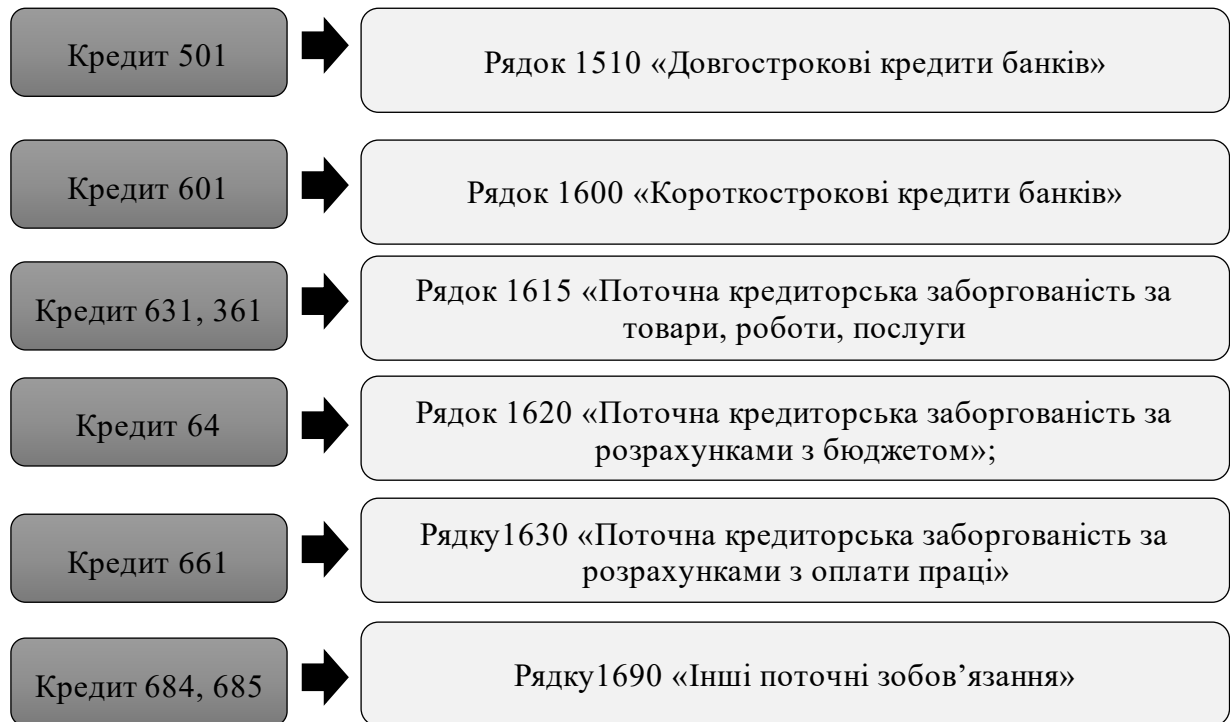 Кредит 501
Рядок 1510 «Довгострокові кредити банків»
Кредит 601
Рядок 1600 «Короткострокові кредити банків»
Кредит 631, 361
Рядок 1615 «Поточна кредиторська заборгованість за
товари, роботи, послуги
Кредит 64
Рядок 1620 «Поточна кредиторська заборгованість за
розрахунками з бюджетом»;
Кредит 661
Рядку1630 «Поточна кредиторська заборгованість за
розрахунками з оплати праці»
Кредит 684, 685
Рядку1690 «Інші поточні зобов’язання»